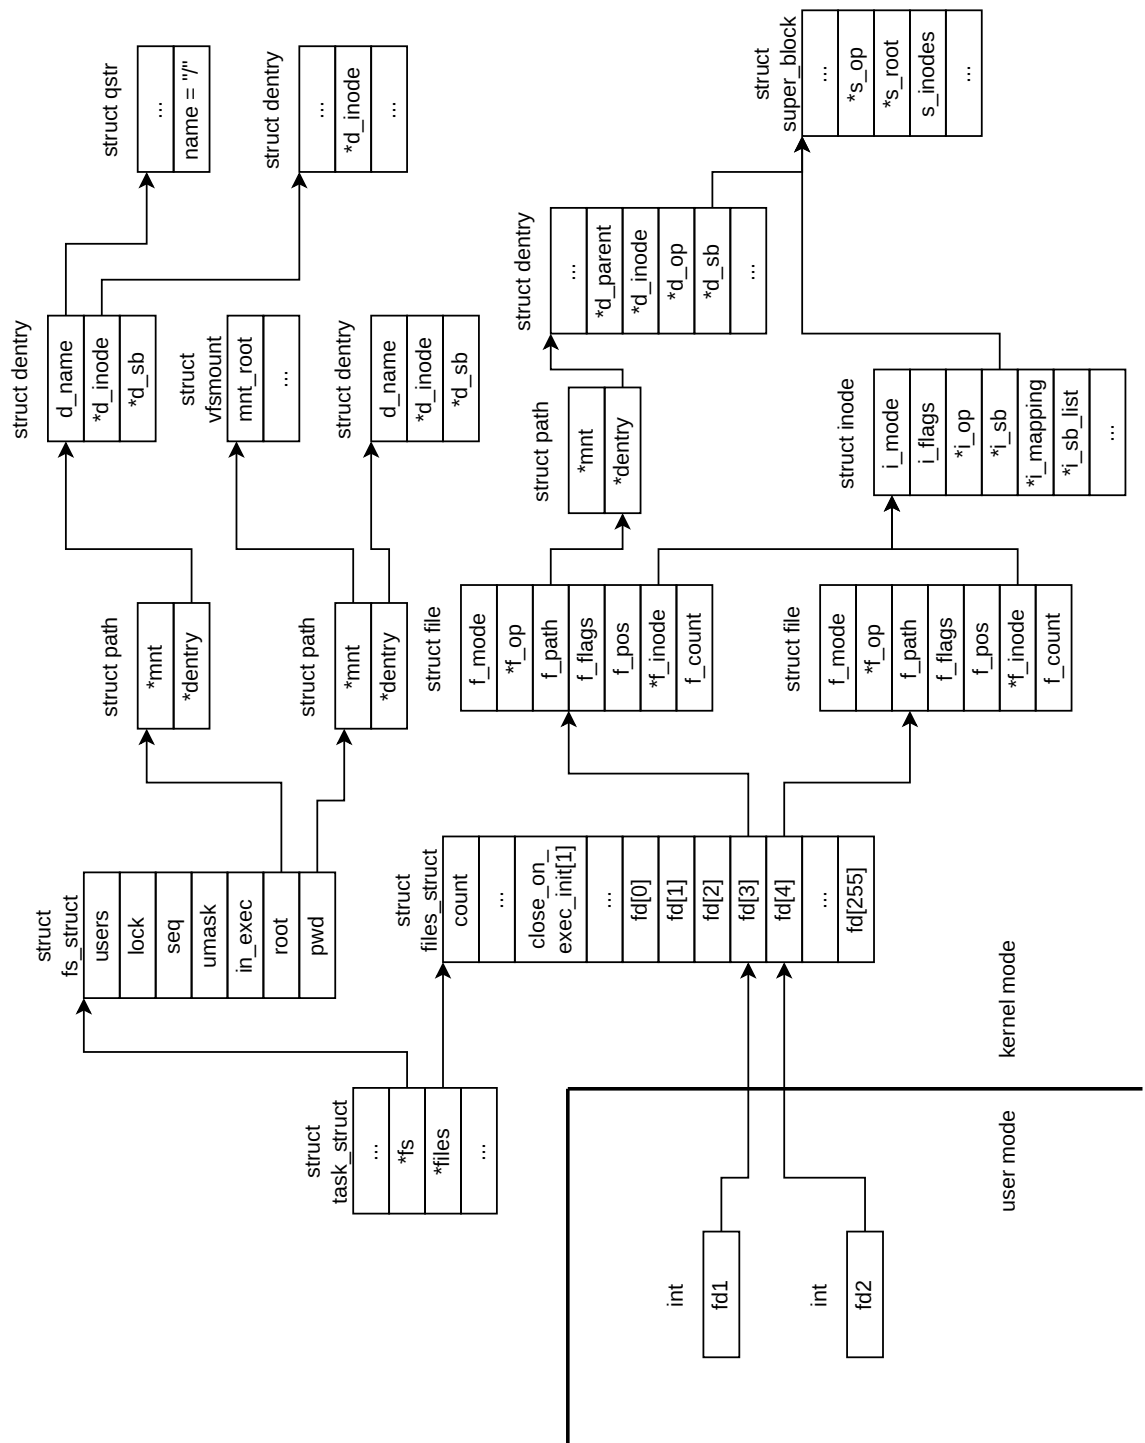 struct
task_struct
...
*fs
*files
...
struct
fs_struct
users
lock
seq
umask
in_exec
root
pwd
struct path
*mnt
*dentry
struct path
*mnt
*dentry
struct dentry
d_name
*d_inode
*d_sb
struct
vfsmount
mnt_root
...
struct dentry
d_name
*d_inode
*d_sb
struct qstr
...
name = "/"
struct dentry
...
*d_inode
...
struct
files_struct
count
...
close_on_
exec_init[1]
...
fd[0]
fd[1]
fd[2]
fd[3]
fd[4]
...
fd[255]
struct file
f_mode
*f_op
f_path
f_flags
f_pos
*f_inode
f_count
struct file
f_mode
*f_op
f_path
f_flags
f_pos
*f_inode
f_count
struct path
*mnt
*dentry
struct dentry
...
*d_parent
*d_inode
*d_op
*d_sb
...
struct inode
i_mode
i_flags
*i_op
*i_sb
*i_mapping
*i_sb_list
...
struct
super_block
...
*s_op
*s_root
s_inodes
...
int
fd1
int
fd2
user mode
kernel mode